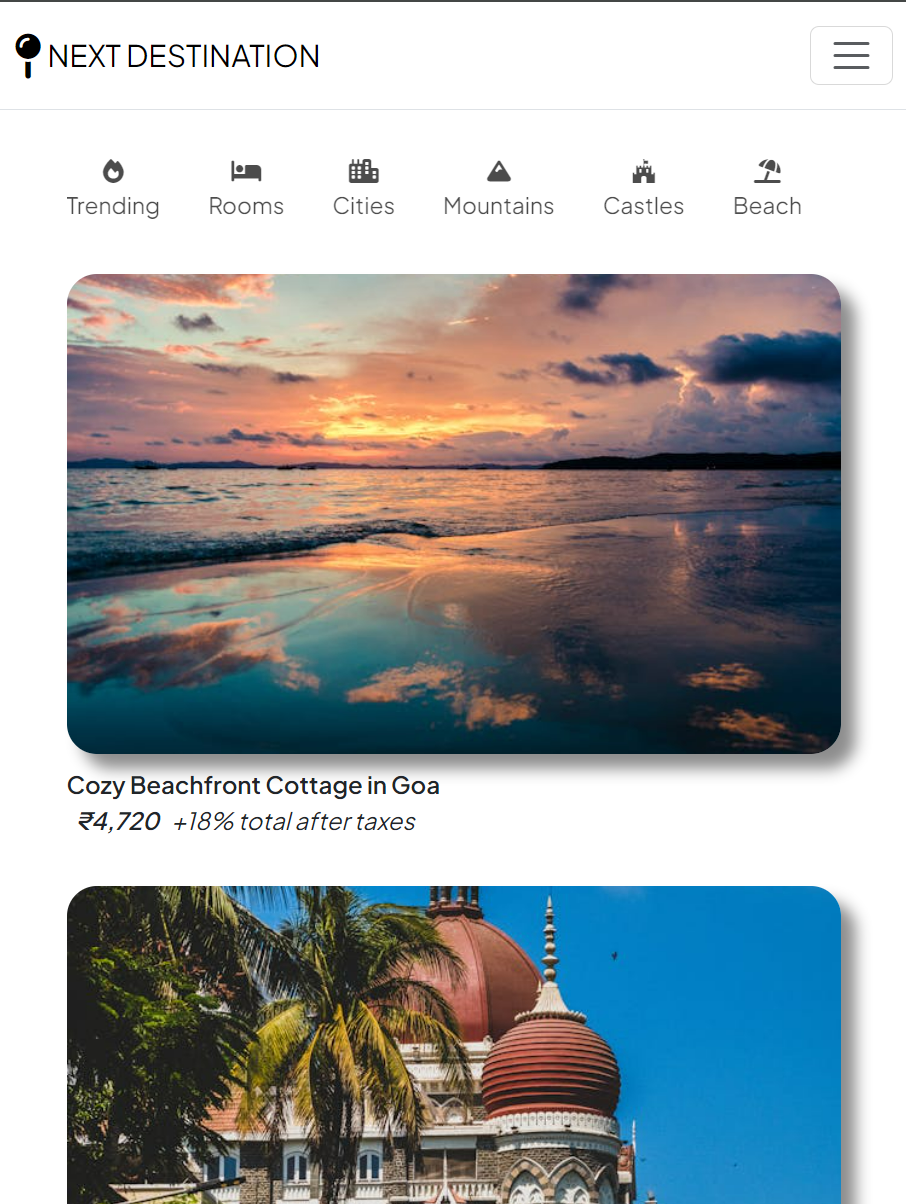 NEXT DESTINATION
Trending Rooms Cities Mountains Castles Beach
Cozy Beachfront Cottage in Goa
₹4,720 +18% total after taxes